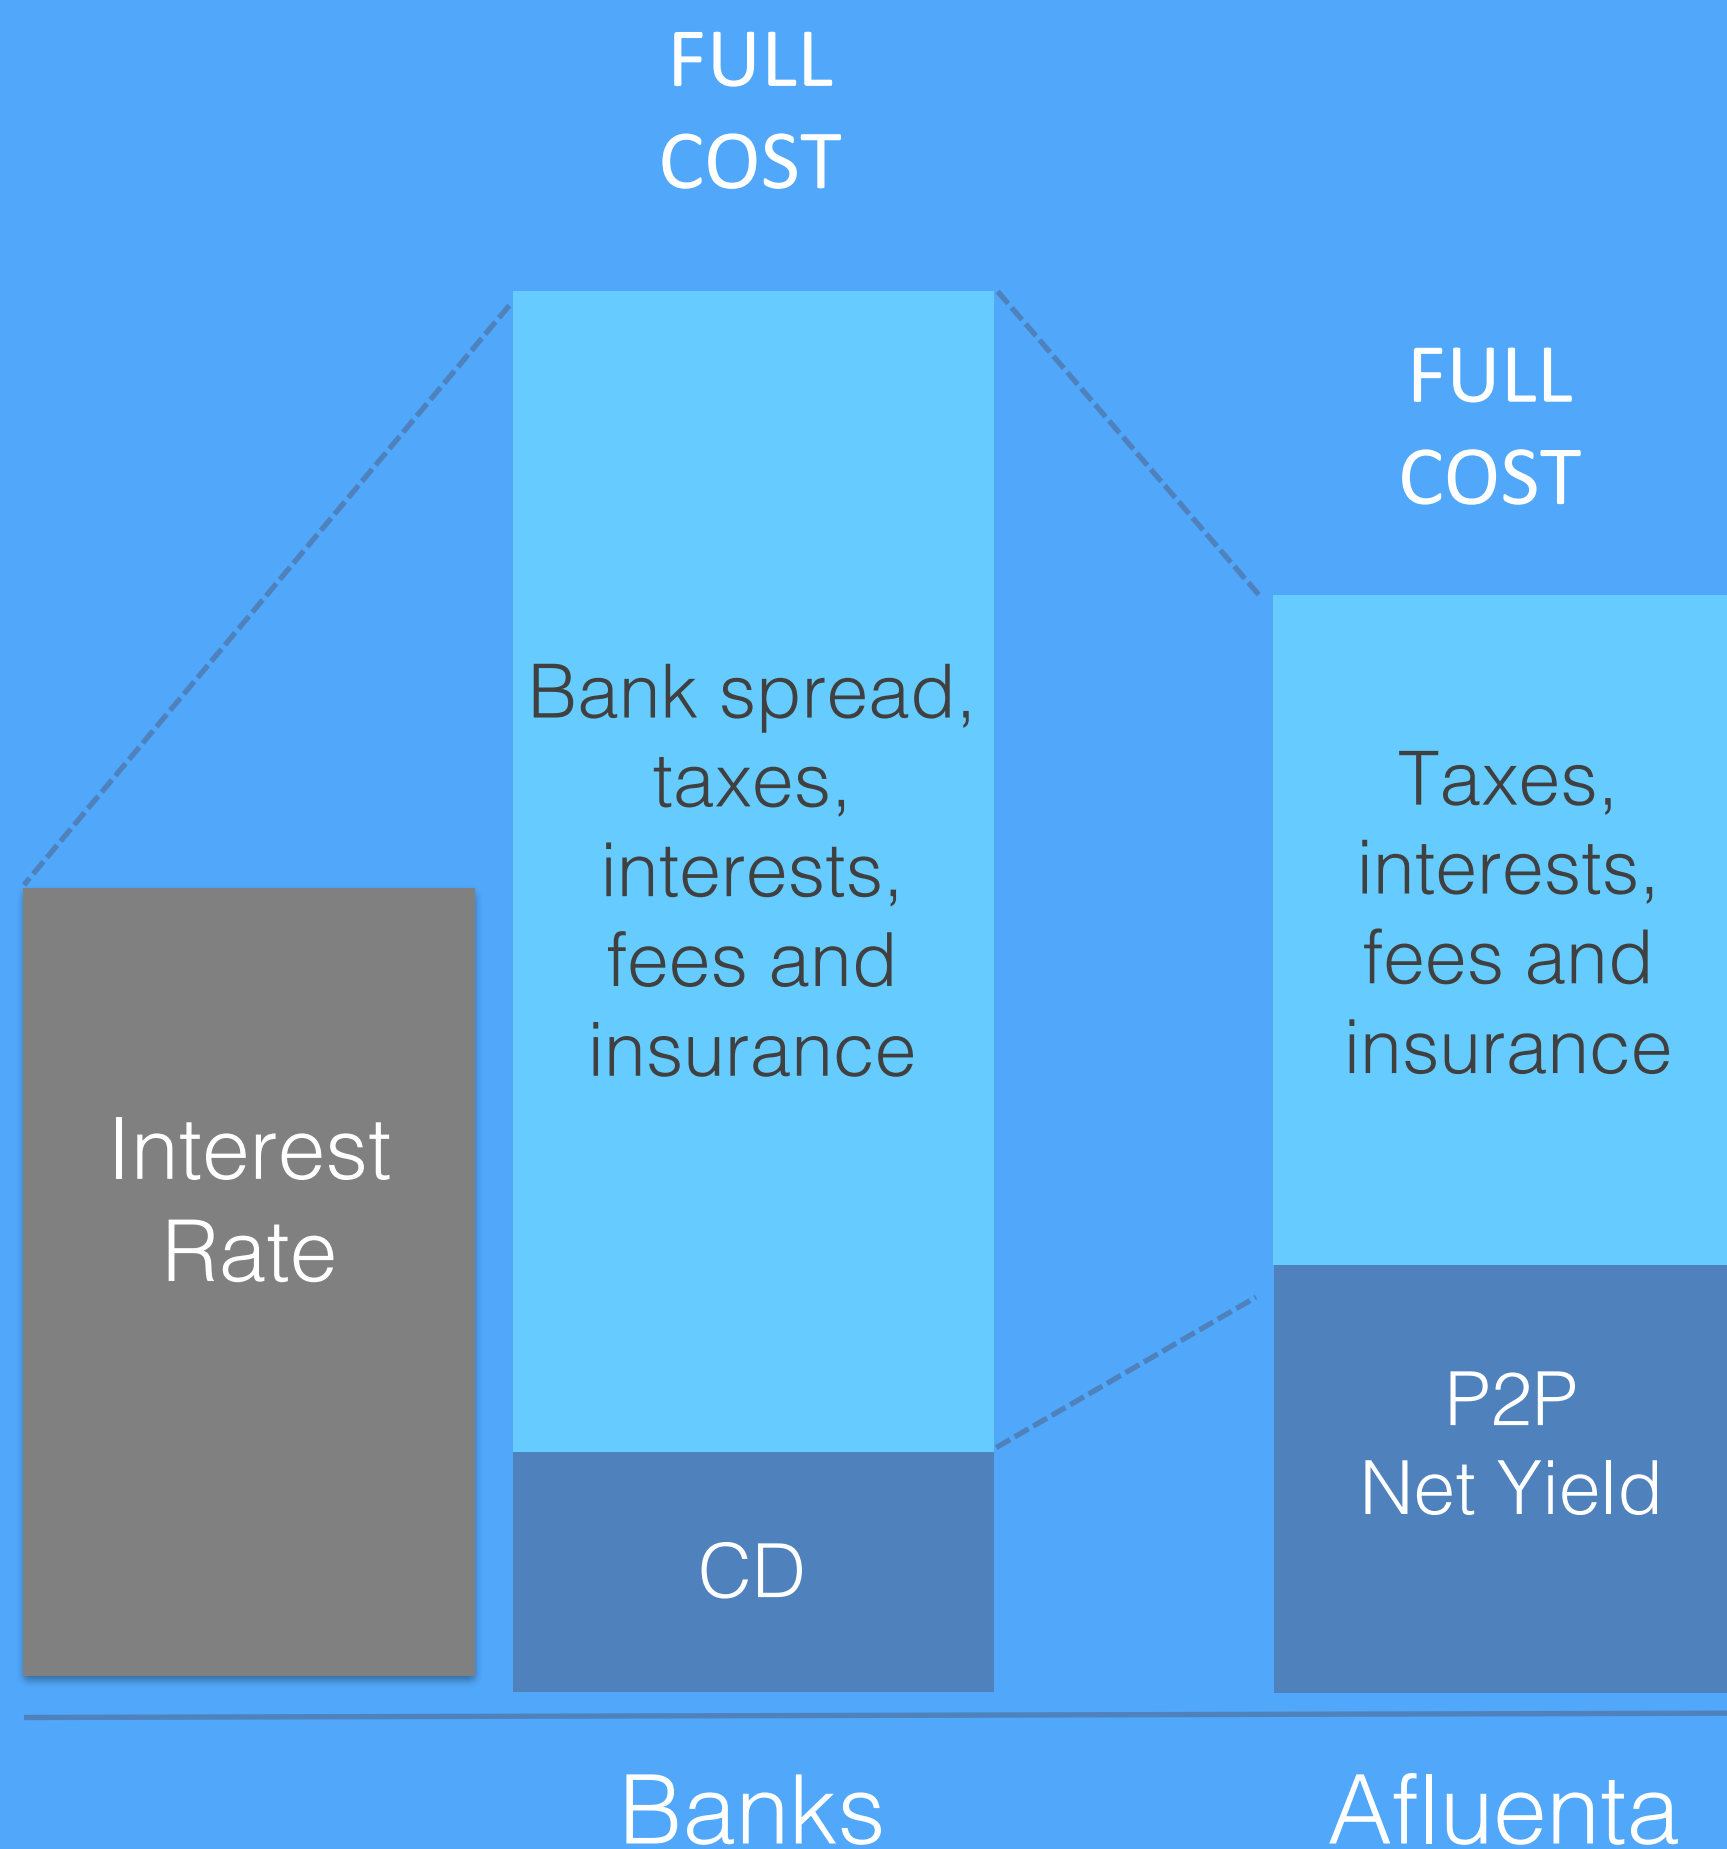 FULL
COST
FULL
COST
Interest
Rate
Bank spread,
taxes,
interests,
fees and
insurance
CD
Taxes,
interests,
fees and
insurance
P2P
Net Yield
Banks
Afluenta